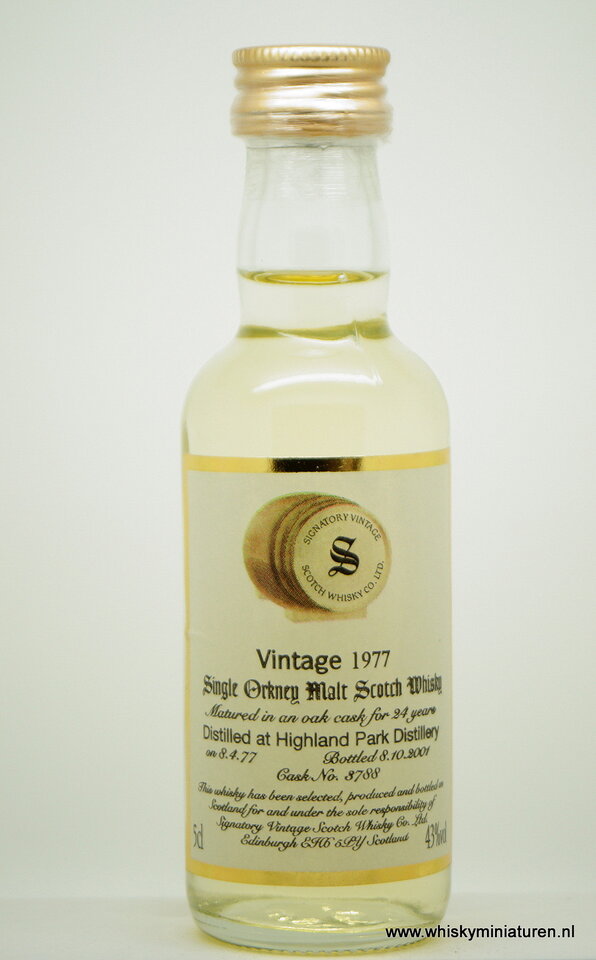 SIGNATORY VINTAGE
S
SCOTCH WHISKY CO. LTD.
Vintage 1977
Single Orkney Malt Scotch Whisky
Matured in an oak cask for 24 years
Distilled at Highland Park Distillery
on 8.4.77 Bottled 8.10.2001
Cask No. 3788
This whisky has been selected, produced and bottled in
Scotland for and under the sole responsibility of
Signatory Vintage Scotch Whisky Co. Ltd.
Edinburgh EH6 5PY Scotland
5cl 43%vol
www.whiskyminiaturen.nl